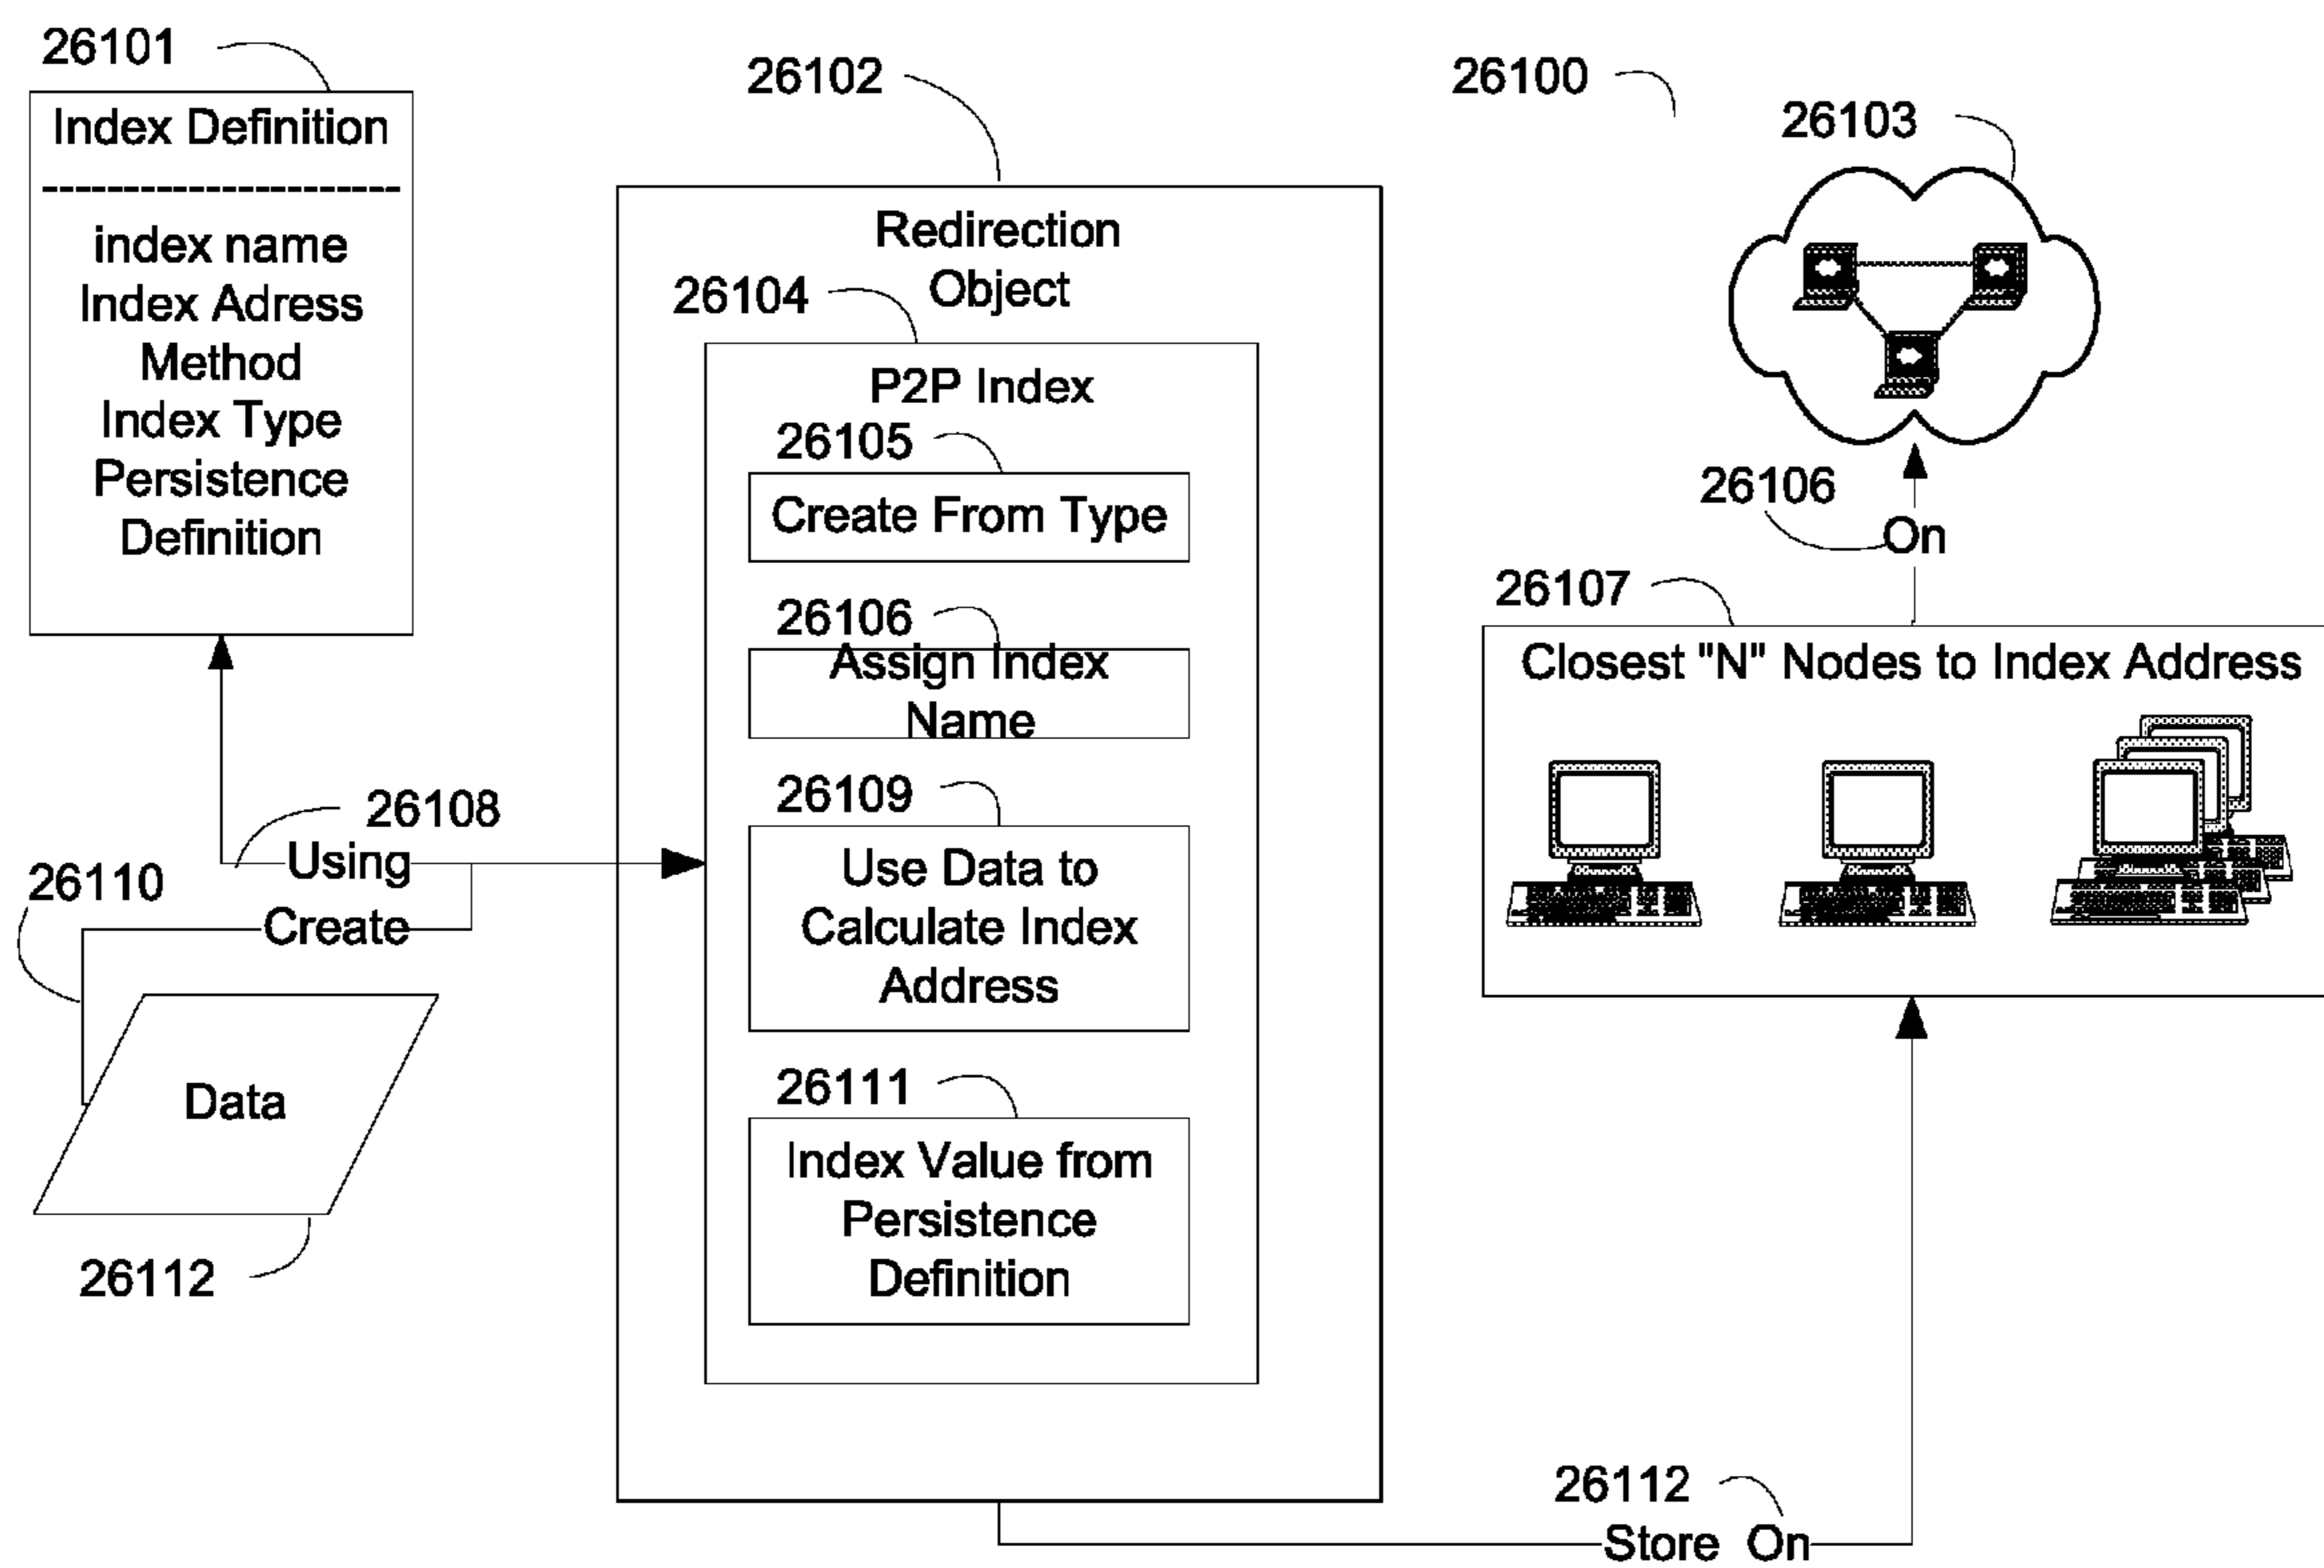 26101
Index Definition
------------------------
index name
Index Adress
Method
Index Type
Persistence
Definition
26102
Redirection
Object
26104
P2P Index
26105
Create From Type
26106
Assign Index
Name
26109
Use Data to
Calculate Index
Address
26111
Index Value from
Persistence
Definition
26108
Using
26110
Create
Data
26112
26100
26103
26106
On
26107
Closest "N" Nodes to Index Address
26112
Store On